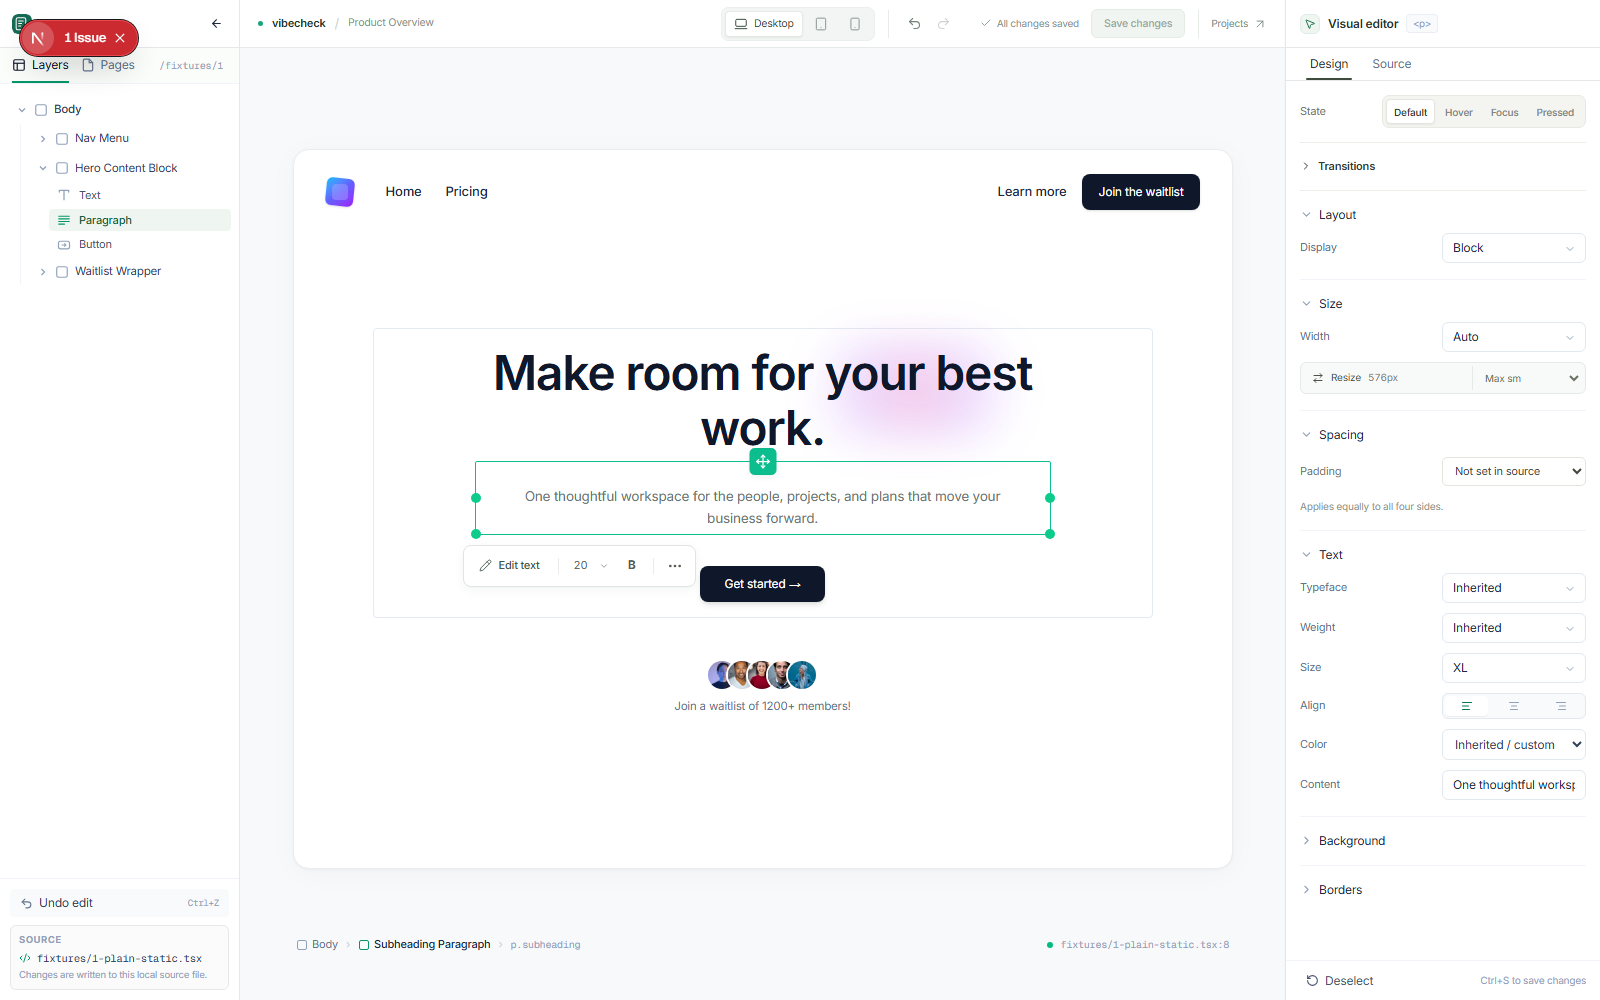 1 Issue
Layers
Pages
/fixtures/1
Body
Nav Menu
Hero Content Block
Text
Paragraph
Button
Waitlist Wrapper
Undo edit
Ctrl+Z
SOURCE
</> fixtures/1-plain-static.tsx
Changes are written to this local source file.
vibecheck / Product Overview
Desktop
All changes saved
Save changes
Projects
Home
Pricing
Learn more
Join the waitlist
Make room for your best
work.
One thoughtful workspace for the people, projects, and plans that move your
business forward.
Edit text
20
B
Get started →
Join a waitlist of 1200+ members!
Body › Subheading Paragraph › p.subheading
fixtures/1-plain-static.tsx:8
Visual editor
<p>
Design
Source
State
Default
Hover
Focus
Pressed
Transitions
Layout
Display
Block
Size
Width
Auto
Resize 576px
Max sm
Spacing
Padding
Not set in source
Applies equally to all four sides.
Text
Typeface
Inherited
Weight
Inherited
Size
XL
Align
Color
Inherited / custom
Content
One thoughtful worksp
Background
Borders
Deselect
Ctrl+S to save changes